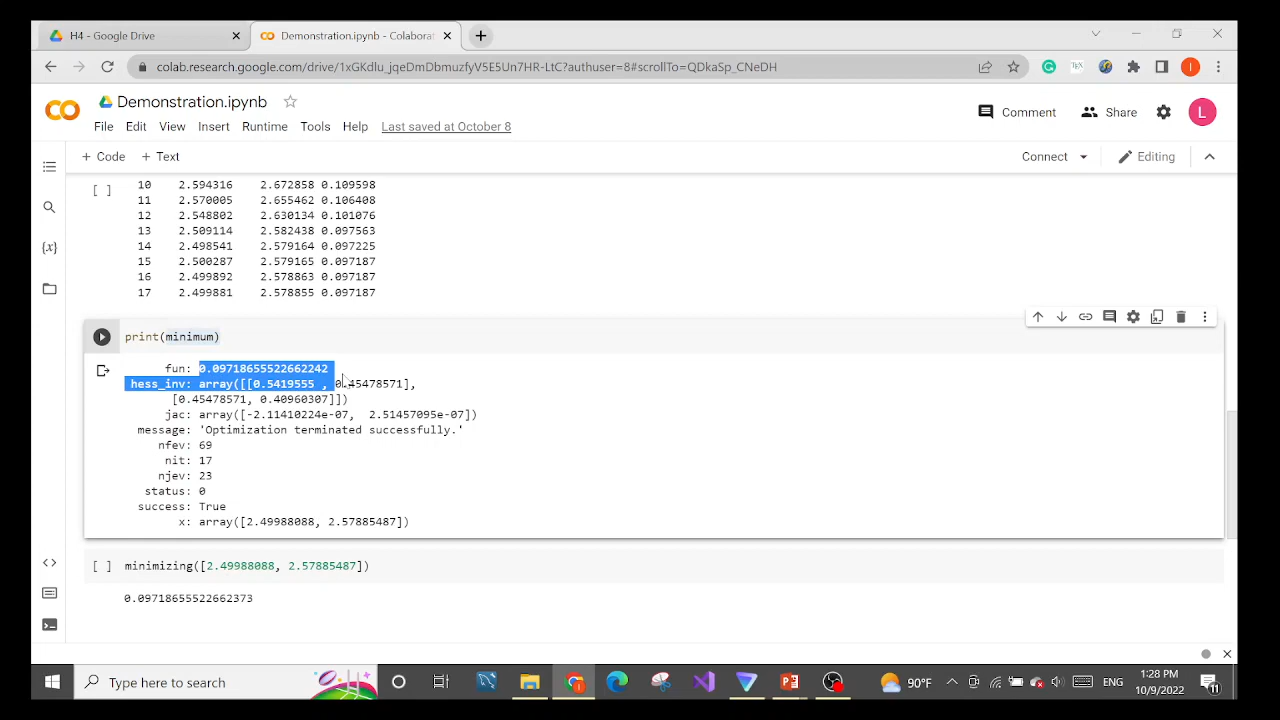 H4 - Google Drive
Demonstration.ipynb - Colaborat
colab.research.google.com/drive/1xGKdlu_jqeDmDbmuzfyV5E5Un7HR-LtC?authuser=8#scrollTo=QDkaSp_CNeDH
Demonstration.ipynb
Comment
Share
L
File Edit View Insert Runtime Tools Help Last saved at October 8
+ Code + Text
Connect
Editing
[ ] 10 2.594316 2.672858 0.109598
11 2.570005 2.655462 0.106408
12 2.548802 2.630134 0.101076
13 2.509114 2.582438 0.097563
14 2.498541 2.579164 0.097225
15 2.500287 2.579165 0.097187
16 2.499892 2.578863 0.097187
17 2.499881 2.578855 0.097187
print(minimum)
fun: 0.09718655522662242
hess_inv: array([[0.5419555 , 0.45478571],
[0.45478571, 0.40960307]])
jac: array([-2.11410224e-07, 2.51457095e-07])
message: 'Optimization terminated successfully.'
nfev: 69
nit: 17
njev: 23
status: 0
success: True
x: array([2.49988088, 2.57885487])
[ ] minimizing([2.49988088, 2.57885487])
0.09718655522662373
Type here to search
90°F
ENG
1:28 PM
10/9/2022
11